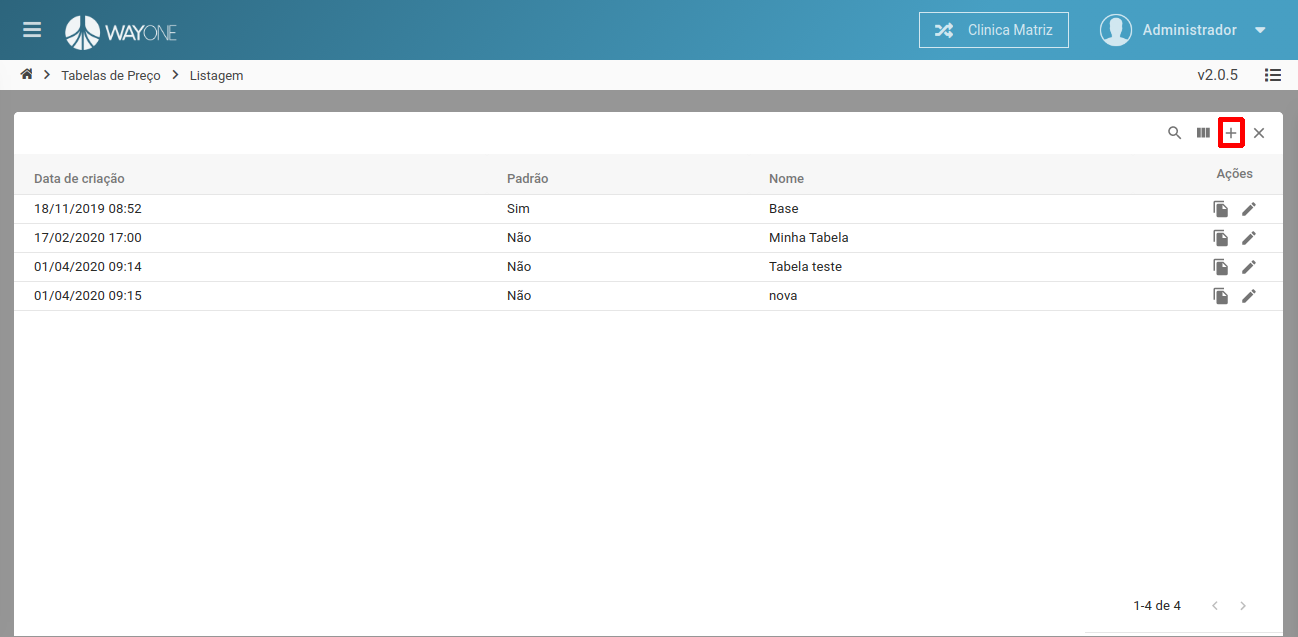 WAYONE Clinica Matriz Administrador
Tabelas de Preço Listagem v2.0.5
Data de criação Padrão Nome Ações
18/11/2019 08:52 Sim Base
17/02/2020 17:00 Não Minha Tabela
01/04/2020 09:14 Não Tabela teste
01/04/2020 09:15 Não nova
1-4 de 4